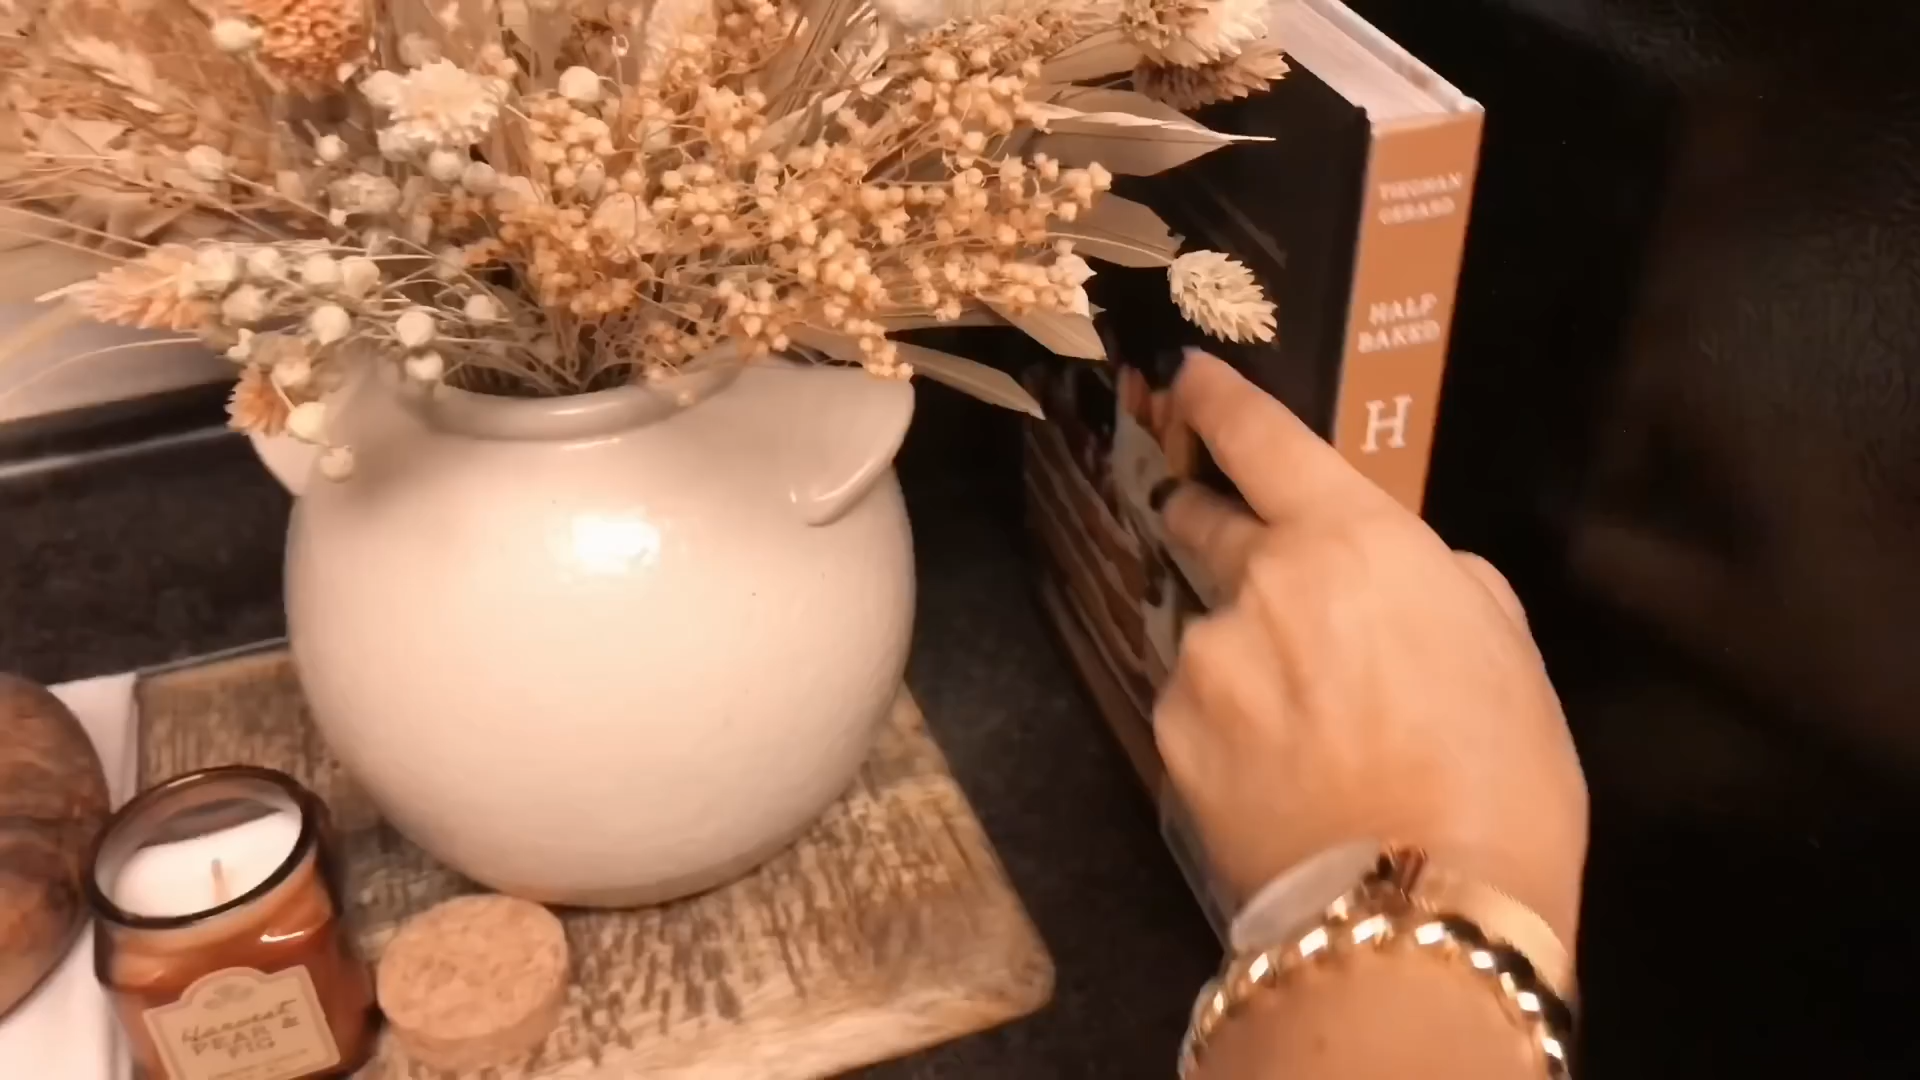 TIEGHAN
GERARD
HALF
BAKED
H
Harvest
PEAR &
FIG